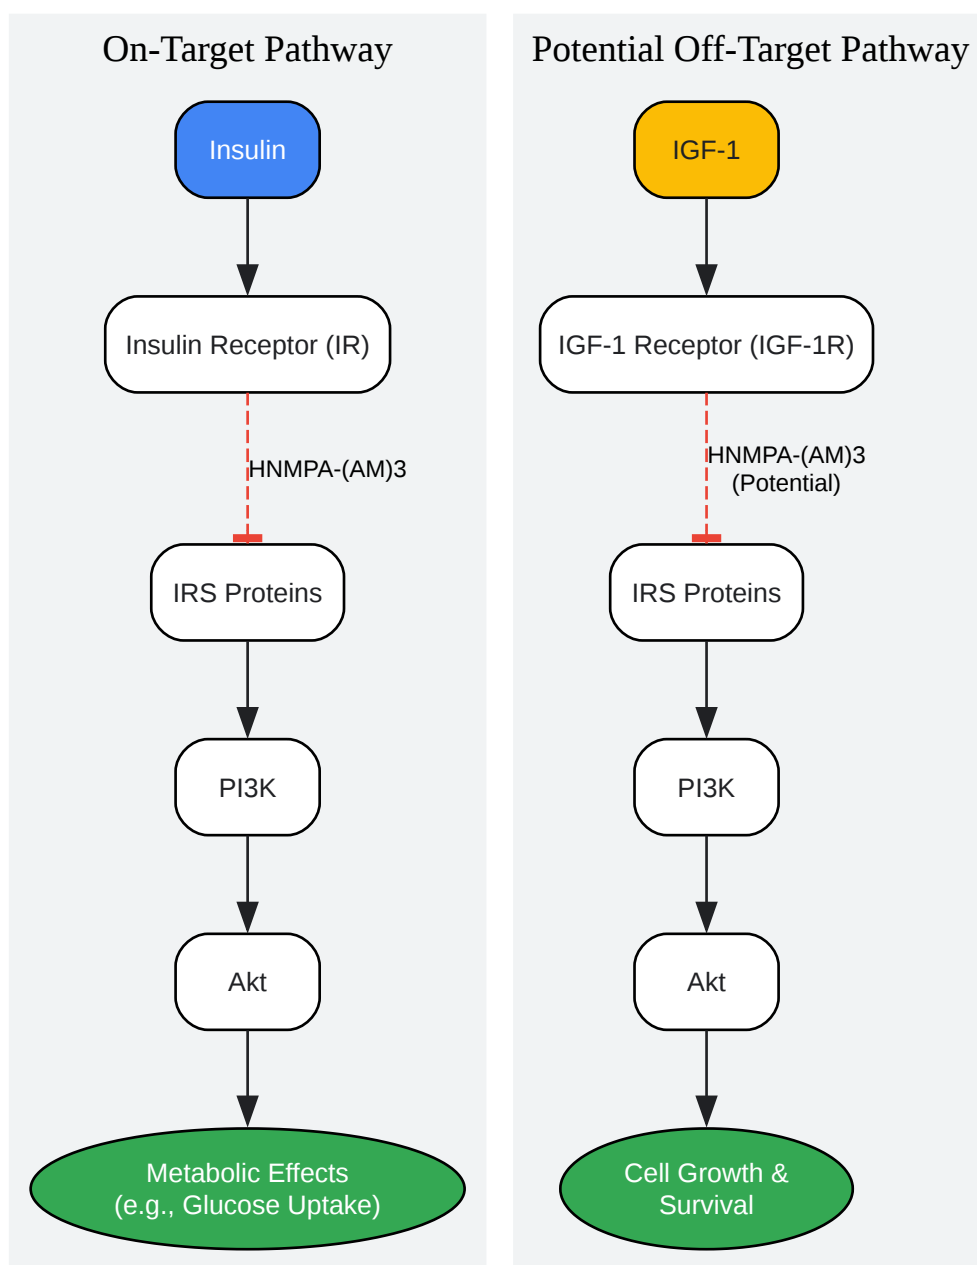 On-Target Pathway
Insulin
Insulin Receptor (IR)
HNMPA-(AM)3
IRS Proteins
PI3K
Akt
Metabolic Effects
(e.g., Glucose Uptake)
Potential Off-Target Pathway
IGF-1
IGF-1 Receptor (IGF-1R)
HNMPA-(AM)3
(Potential)
IRS Proteins
PI3K
Akt
Cell Growth &
Survival